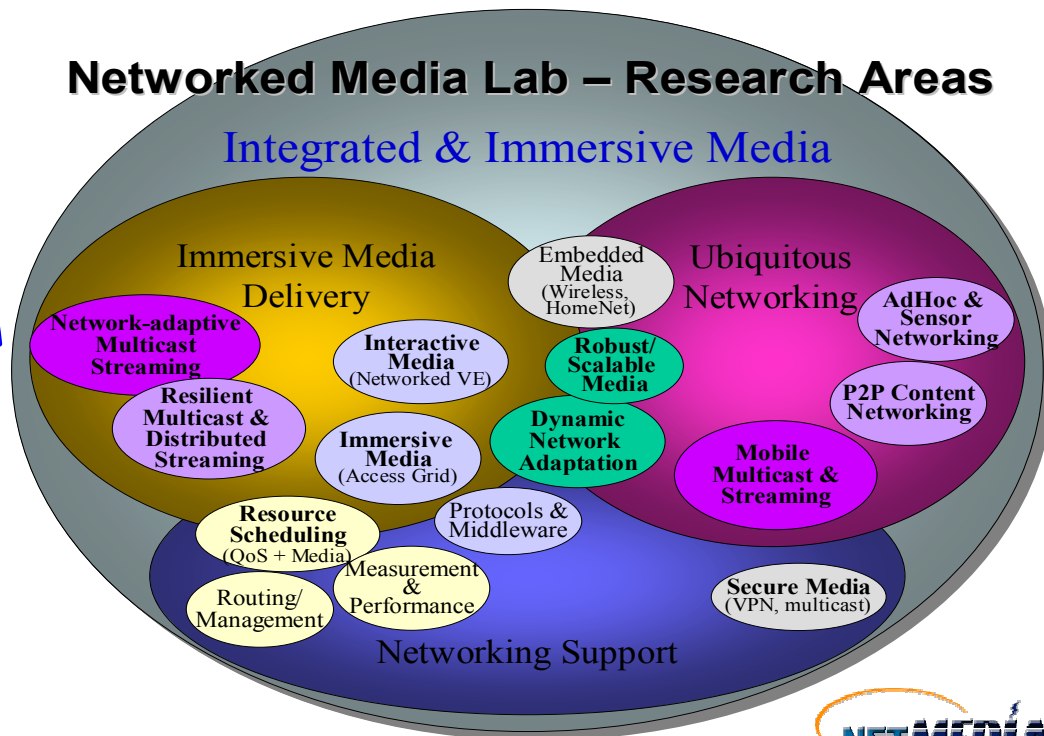 Networked Media Lab – Research Areas
Integrated & Immersive Media
Immersive Media
Delivery
Embedded
Media
(Wireless,
HomeNet)
Ubiquitous
Networking
Network-adaptive
Multicast
Streaming
Interactive
Media
(Networked VE)
Robust/
Scalable
Media
AdHoc &
Sensor
Networking
Resilient
Multicast &
Distributed
Streaming
Immersive
Media
(Access Grid)
Dynamic
Network
Adaptation
P2P Content
Networking
Mobile
Multicast &
Streaming
Resource
Scheduling
(QoS + Media)
Protocols &
Middleware
Measurement
&
Performance
Routing/
Management
Secure Media
(VPN, multicast)
Networking Support
NETMEDIA